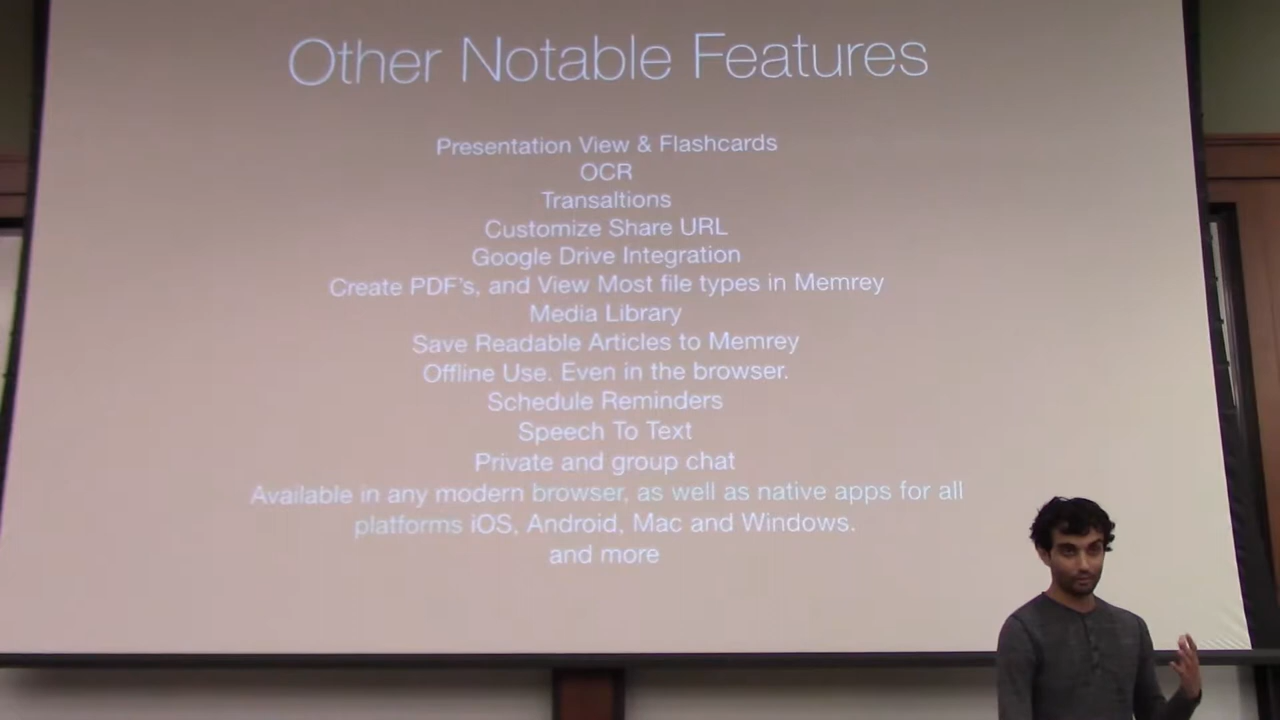 Other Notable Features
Presentation View & Flashcards
OCR
Transaltions
Customize Share URL
Google Drive Integration
Create PDF's, and View Most file types in Memrey
Media Library
Save Readable Articles to Memrey
Offline Use. Even in the browser.
Schedule Reminders
Speech To Text
Private and group chat
Available in any modern browser, as well as native apps for all
platforms iOS, Android, Mac and Windows.
and more